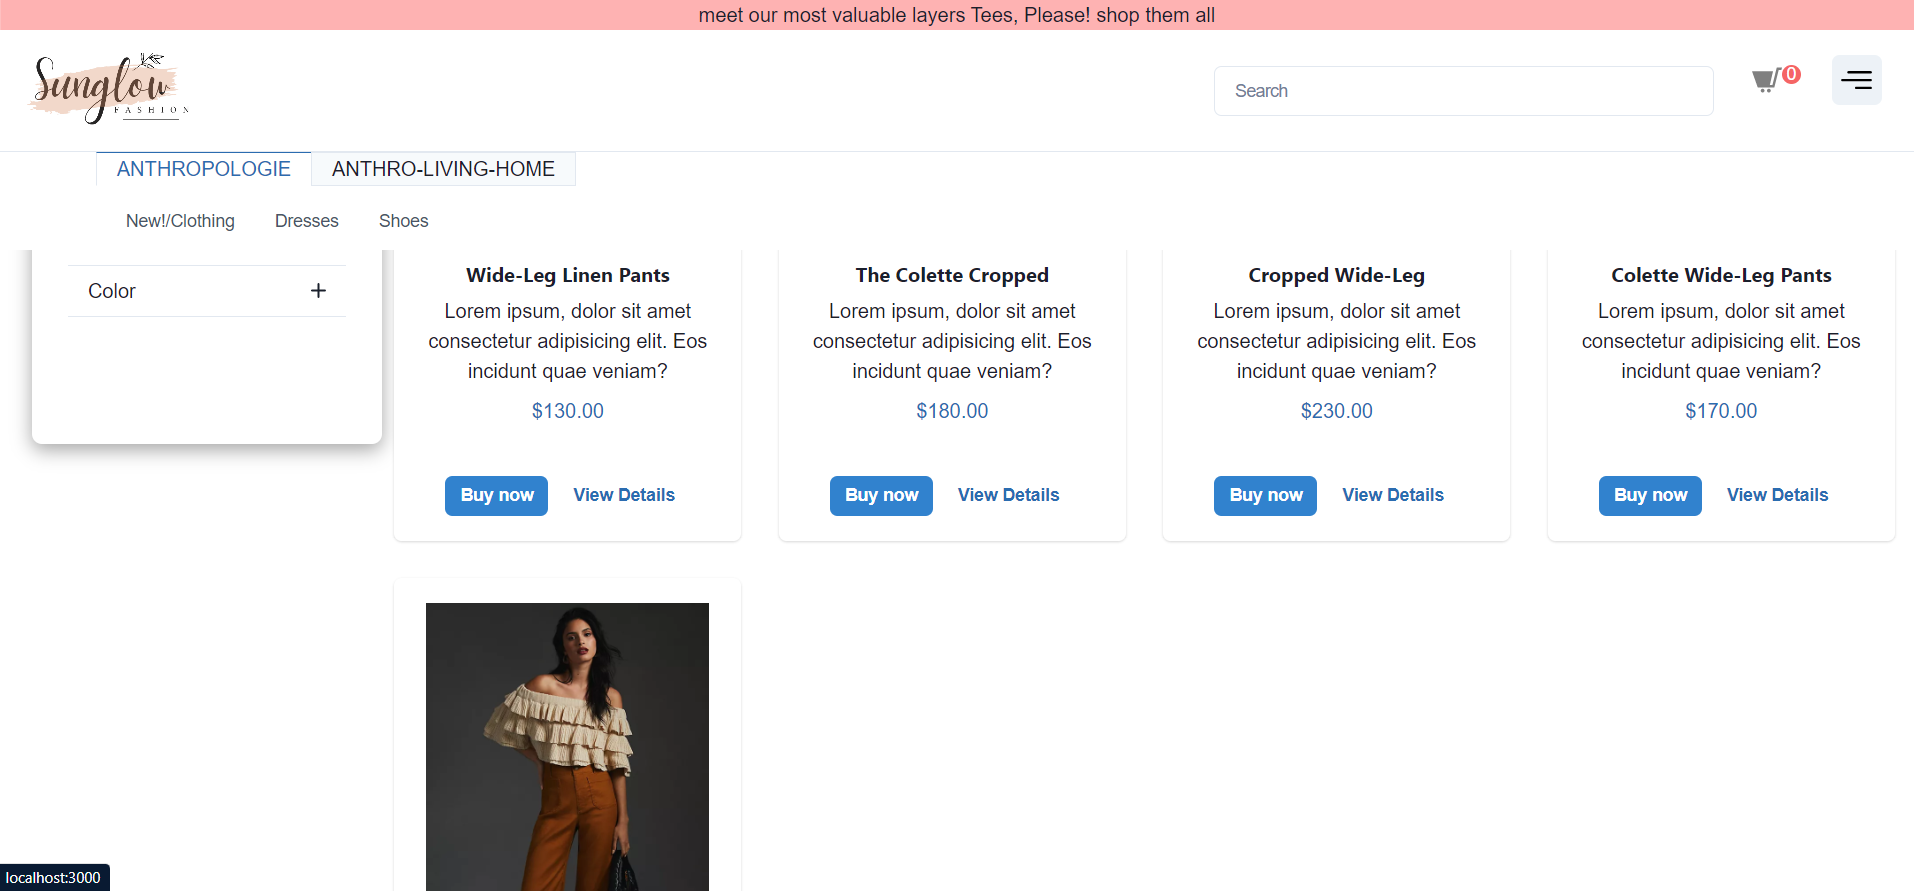 meet our most valuable layers Tees, Please! shop them all
Sunglow
FASHION
Search
0
ANTHROPOLOGIE
ANTHRO-LIVING-HOME
New!/Clothing
Dresses
Shoes
Color
Wide-Leg Linen Pants
Lorem ipsum, dolor sit amet
consectetur adipisicing elit. Eos
incidunt quae veniam?
$130.00
Buy now
View Details
The Colette Cropped
Lorem ipsum, dolor sit amet
consectetur adipisicing elit. Eos
incidunt quae veniam?
$180.00
Buy now
View Details
Cropped Wide-Leg
Lorem ipsum, dolor sit amet
consectetur adipisicing elit. Eos
incidunt quae veniam?
$230.00
Buy now
View Details
Colette Wide-Leg Pants
Lorem ipsum, dolor sit amet
consectetur adipisicing elit. Eos
incidunt quae veniam?
$170.00
Buy now
View Details
localhost:3000